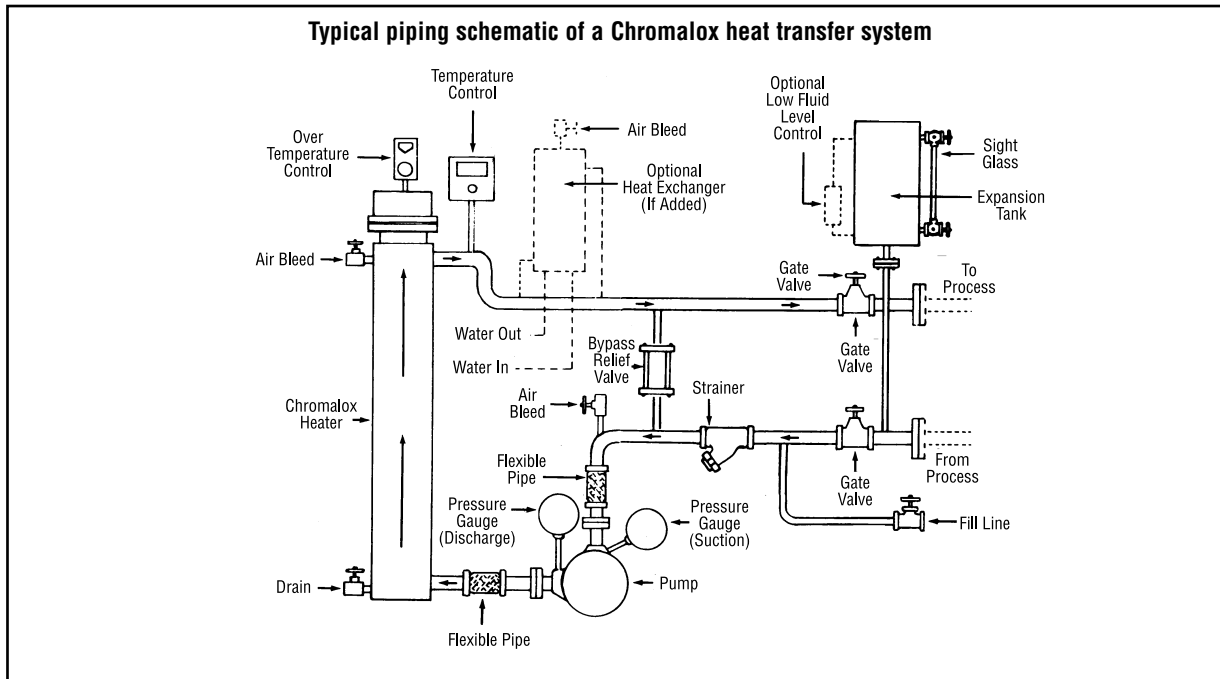 Typical piping schematic of a Chromalox heat transfer system
Temperature
Control
Over
Temperature
Control
Air Bleed
Optional
Heat Exchanger
(If Added)
Optional
Low Fluid
Level
Control
Sight
Glass
Expansion
Tank
Air Bleed
Gate
Valve
To
Process
Water Out
Water In
Bypass
Relief
Valve
Gate
Valve
Air
Bleed
Strainer
Chromalox
Heater
Flexible
Pipe
Gate
Valve
From
Process
Pressure
Gauge
(Discharge)
Pressure
Gauge
(Suction)
Fill Line
Drain
Pump
Flexible Pipe